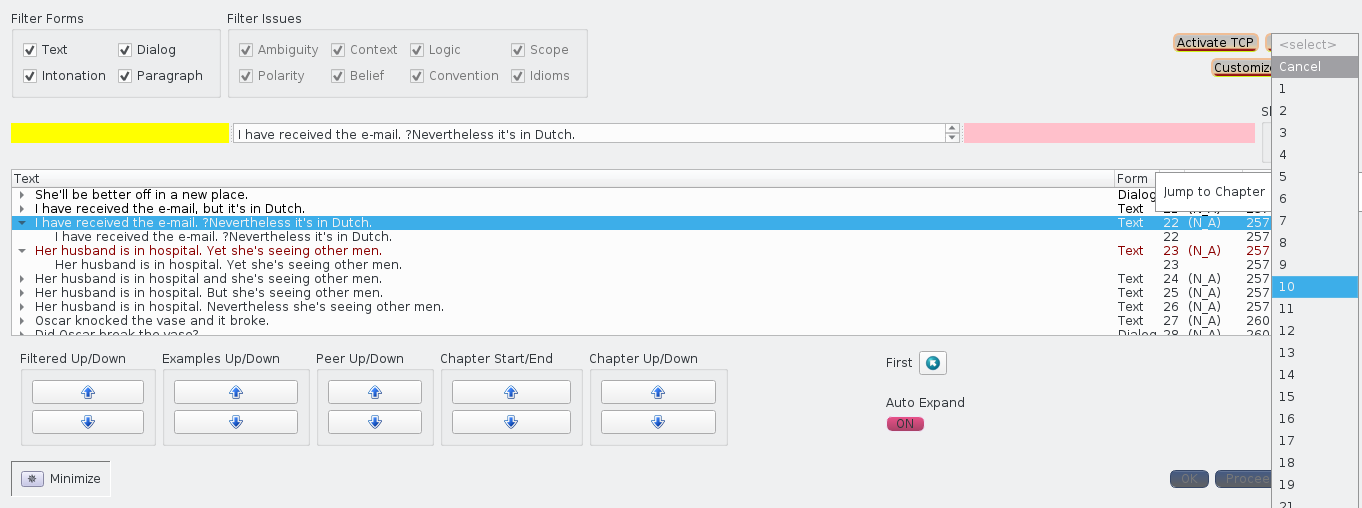 Filter Forms
Filter Issues
Text
Dialog
Ambiguity
Context
Logic
Scope
Intonation
Paragraph
Polarity
Belief
Convention
Idioms
Activate TCP
Customize
<select>
Cancel
1
2
3
4
5
6
7
8
9
10
11
12
13
14
15
16
17
18
19
21
I have received the e-mail. ?Nevertheless it's in Dutch.
Text Form
Jump to Chapter
She'll be better off in a new place. Dialog
I have received the e-mail, but it's in Dutch. Text
I have received the e-mail. ?Nevertheless it's in Dutch. Text 22 (N_A) 257
I have received the e-mail. ?Nevertheless it's in Dutch. 22 257
Her husband is in hospital. Yet she's seeing other men. Text 23 (N_A) 257
Her husband is in hospital. Yet she's seeing other men. 23 257
Her husband is in hospital and she's seeing other men. Text 24 (N_A) 257
Her husband is in hospital. But she's seeing other men. Text 25 (N_A) 257
Her husband is in hospital. Nevertheless she's seeing other men. Text 26 (N_A) 257
Oscar knocked the vase and it broke. Text 27 (N_A) 260
Did Oscar break the vase? Dialog 28 (N_A) 260
Filtered Up/Down
Examples Up/Down
Peer Up/Down
Chapter Start/End
Chapter Up/Down
First
Auto Expand
ON
Minimize
OK
Procee